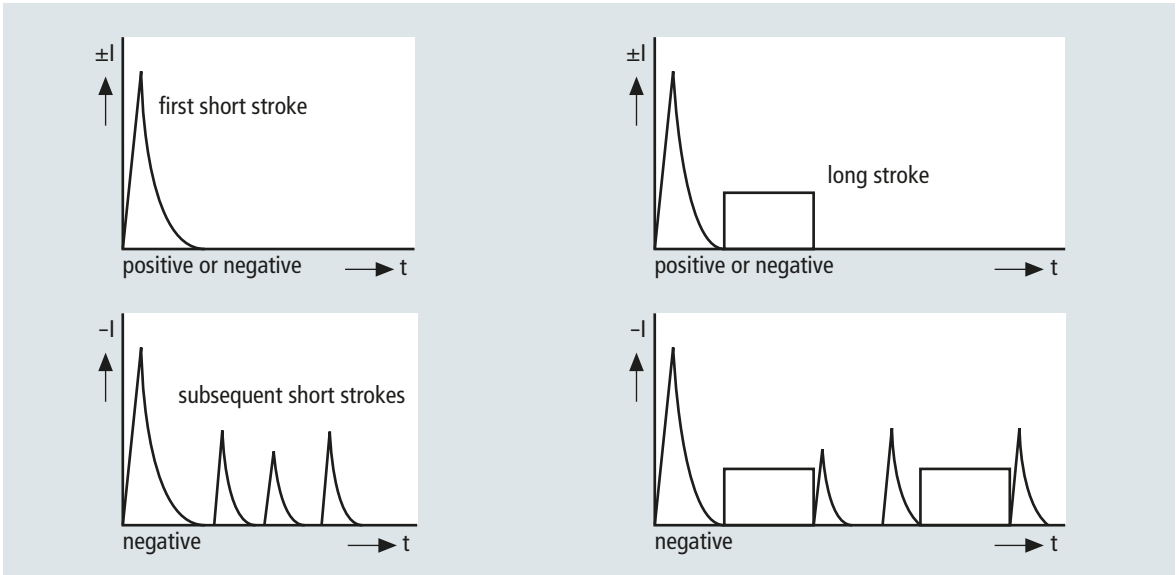 ±I
first short stroke
positive or negative
t
±I
long stroke
positive or negative
t
–I
subsequent short strokes
negative
t
–I
negative
t